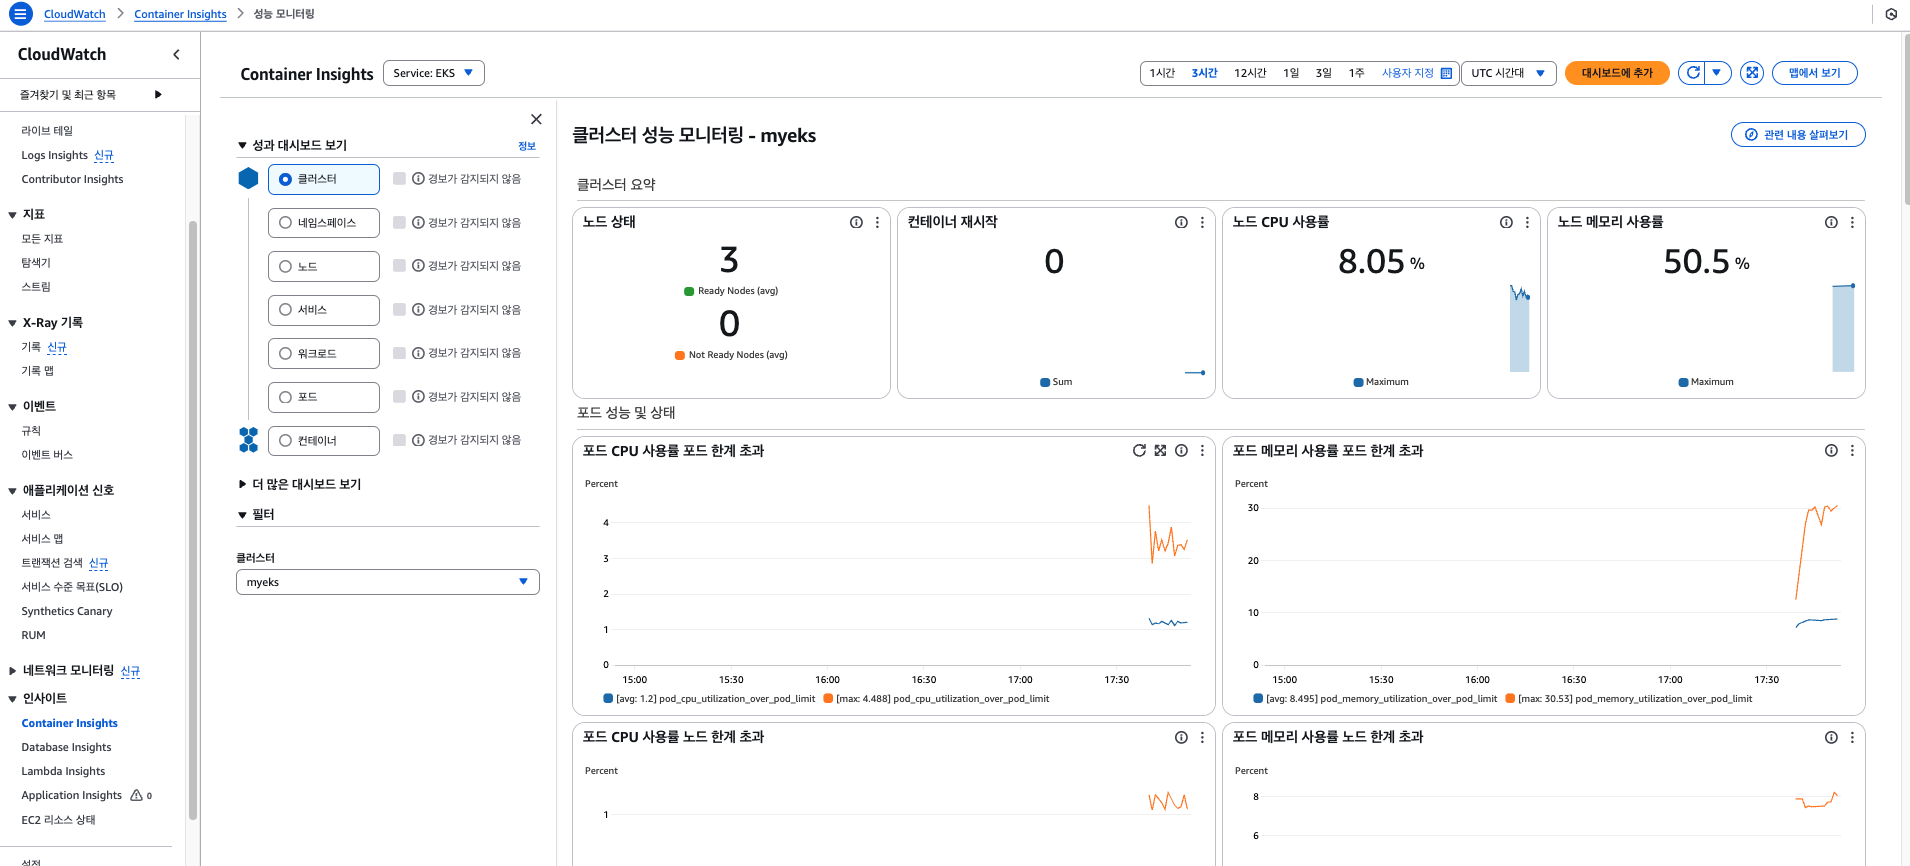 CloudWatch > Container Insights > 성능 모니터링
CloudWatch
즐겨찾기 및 최근 항목
라이브 테일
Logs Insights 신규
Contributor Insights
지표
모든 지표
탐색기
스트림
X-Ray 기록
기록 신규
기록 맵
이벤트
규칙
이벤트 버스
애플리케이션 신호
서비스
서비스 맵
트랜잭션 검색 신규
서비스 수준 목표(SLO)
Synthetics Canary
RUM
네트워크 모니터링 신규
인사이트
Container Insights
Database Insights
Lambda Insights
Application Insights 0
EC2 리소스 상태
설정
Container Insights
Service: EKS
1시간 3시간 12시간 1일 3일 1주 사용자 지정
UTC 시간대
대시보드에 추가
맵에서 보기
성과 대시보드 보기 정보
클러스터 경보가 감지되지 않음
네임스페이스 경보가 감지되지 않음
노드 경보가 감지되지 않음
서비스 경보가 감지되지 않음
워크로드 경보가 감지되지 않음
포드 경보가 감지되지 않음
컨테이너 경보가 감지되지 않음
더 많은 대시보드 보기
필터
클러스터
myeks
클러스터 성능 모니터링 - myeks
관련 내용 살펴보기
클러스터 요약
노드 상태
3
Ready Nodes (avg)
0
Not Ready Nodes (avg)
컨테이너 재시작
0
Sum
노드 CPU 사용률
8.05 %
Maximum
노드 메모리 사용률
50.5 %
Maximum
포드 성능 및 상태
포드 CPU 사용률 포드 한계 초과
Percent
4
3
2
1
0
15:00 15:30 16:00 16:30 17:00 17:30
[avg: 1.2] pod_cpu_utilization_over_pod_limit [max: 4.488] pod_cpu_utilization_over_pod_limit
포드 메모리 사용률 포드 한계 초과
Percent
30
20
10
0
15:00 15:30 16:00 16:30 17:00 17:30
[avg: 8.495] pod_memory_utilization_over_pod_limit [max: 30.53] pod_memory_utilization_over_pod_limit
포드 CPU 사용률 노드 한계 초과
Percent
1
포드 메모리 사용률 노드 한계 초과
Percent
8
6